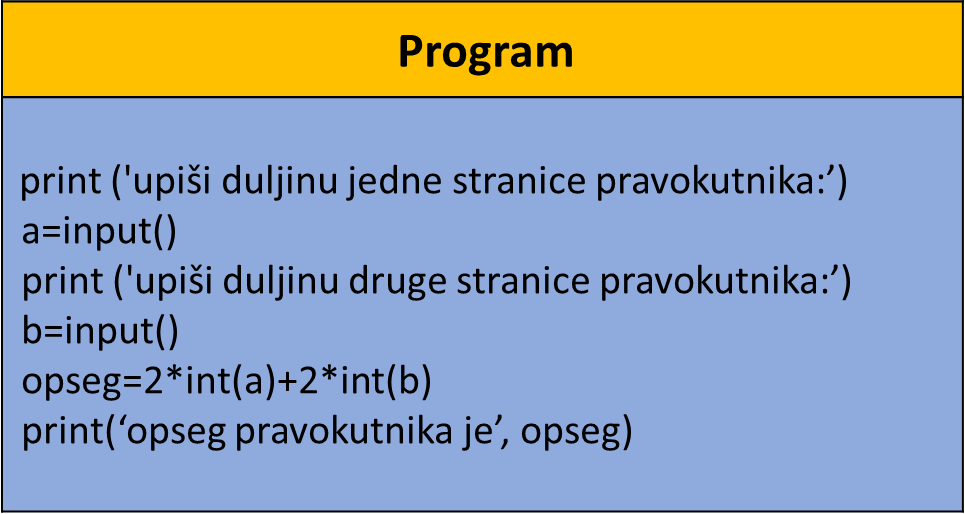 Program
print ('upiši duljinu jedne stranice pravokutnika:’)
a=input()
print ('upiši duljinu druge stranice pravokutnika:’)
b=input()
opseg=2*int(a)+2*int(b)
print(‘opseg pravokutnika je’, opseg)